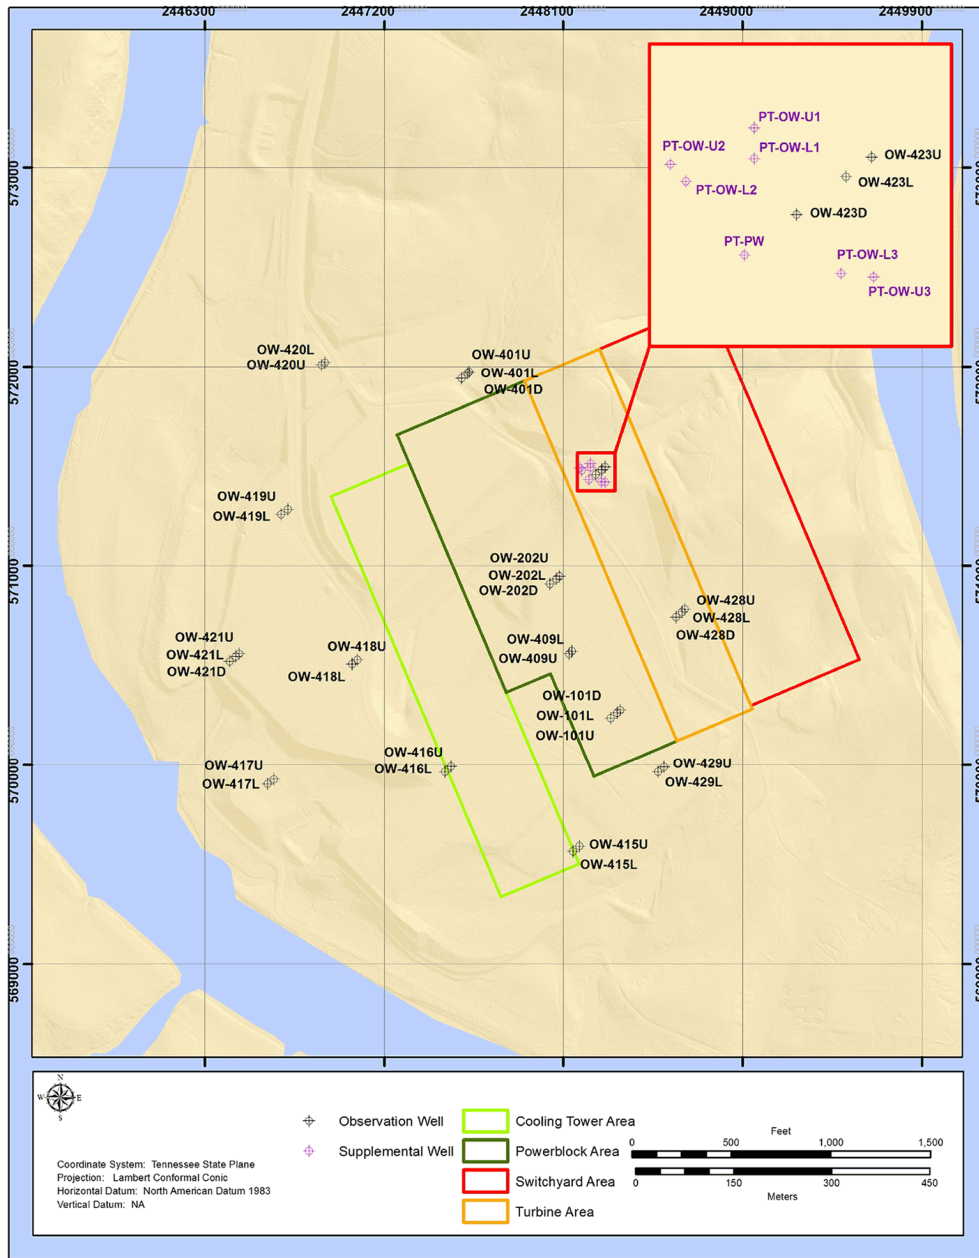 2446300 2447200 2448100 2449000 2449900
573000
572000
571000
570000
569000
573000
572000
571000
570000
569000
PT-OW-U1
PT-OW-U2
PT-OW-L1
OW-423U
PT-OW-L2
OW-423L
OW-423D
PT-PW
PT-OW-L3
PT-OW-U3
OW-420L
OW-420U
OW-401U
OW-401L
OW-401D
OW-419U
OW-419L
OW-202U
OW-202L
OW-202D
OW-428U
OW-428L
OW-428D
OW-421U
OW-421L
OW-421D
OW-418U
OW-418L
OW-409L
OW-409U
OW-101D
OW-101L
OW-101U
OW-417U
OW-417L
OW-416U
OW-416L
OW-429U
OW-429L
OW-415U
OW-415L
N
W E
S
Observation Well
Supplemental Well
Cooling Tower Area
Powerblock Area
Switchyard Area
Turbine Area
Feet
0 500 1,000 1,500
0 150 300 450
Meters
Coordinate System: Tennessee State Plane
Projection: Lambert Conformal Conic
Horizontal Datum: North American Datum 1983
Vertical Datum: NA